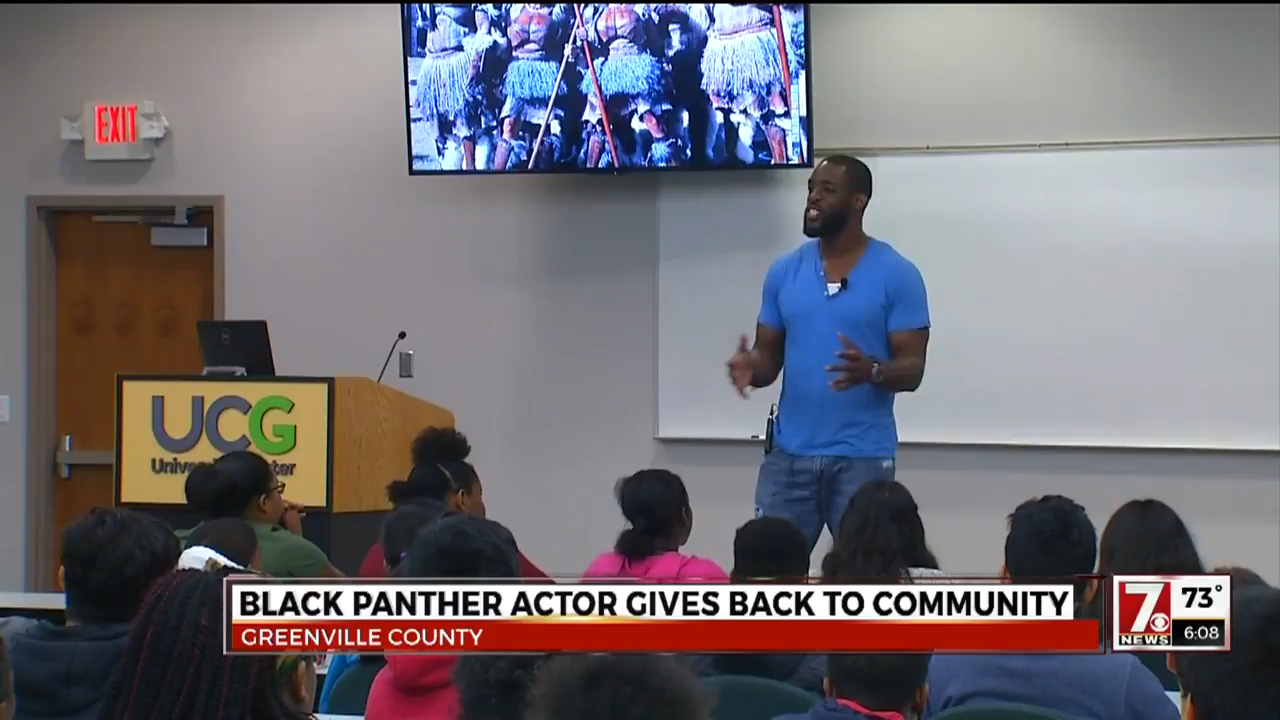 EXIT
UCG
BLACK PANTHER ACTOR GIVES BACK TO COMMUNITY
GREENVILLE COUNTY
7
NEWS
73°
6:08